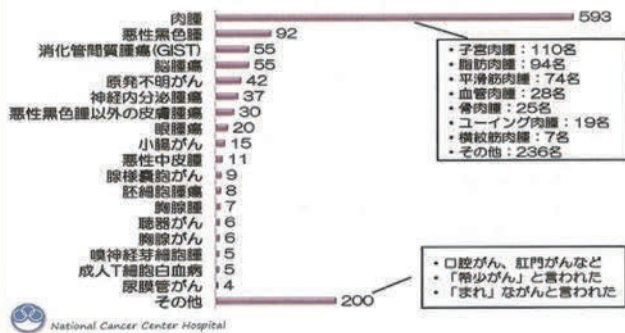 肉腫 593
悪性黒色腫 92
消化管間質腫瘍(GIST) 55
脳腫瘍 55
原発不明がん 42
神経内分泌腫瘍 37
悪性黒色腫以外の皮膚腫瘍 30
眼腫瘍 20
小腸がん 15
悪性中皮腫 11
腺様嚢胞がん 9
胚細胞腫瘍 8
胸腺腫 7
聴器がん 6
胸腺がん 6
嗅神経芽細胞腫 5
成人T細胞白血病 5
尿膜管がん 4
その他 200
・子宮肉腫：110名
・脂肪肉腫：94名
・平滑筋肉腫：74名
・血管肉腫：28名
・骨肉腫：25名
・ユーイング肉腫：19名
・横紋筋肉腫：7名
・その他：236名
・口腔がん、肛門がんなど
・「希少がん」と言われた
・「まれ」ながんと言われた
National Cancer Center Hospital